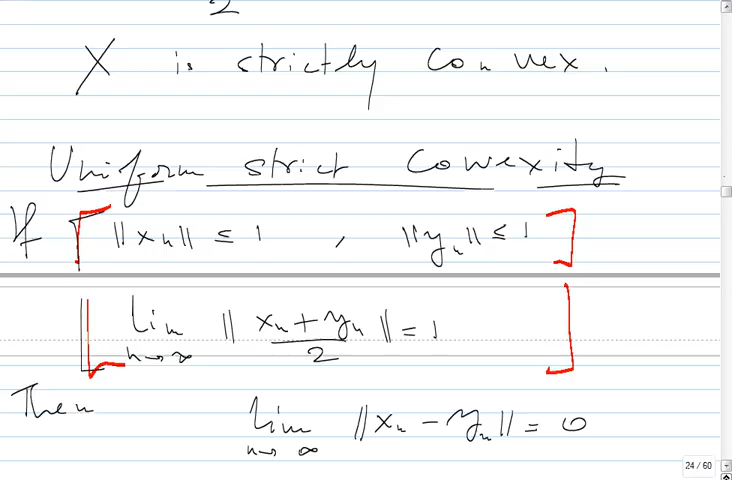 2
X is strictly convex.
Uniform strict convexity
If ||xₙ|| ≤ 1 , ||yₙ|| ≤ 1
lim n→∞ || (xₙ + yₙ)/2 || = 1
Then lim n→∞ ||xₙ - yₙ|| = 0
24 / 60